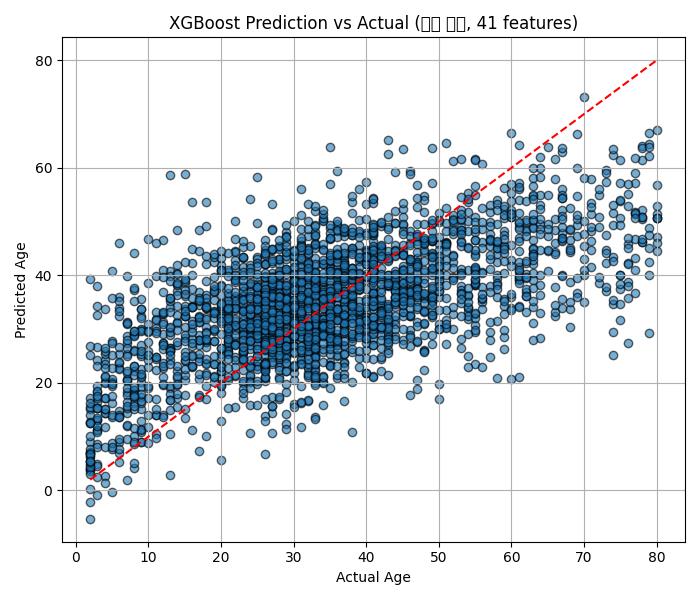 XGBoost Prediction vs Actual (▯▯ ▯▯, 41 features)
80
60
40
20
0
Predicted Age
0 10 20 30 40 50 60 70 80
Actual Age